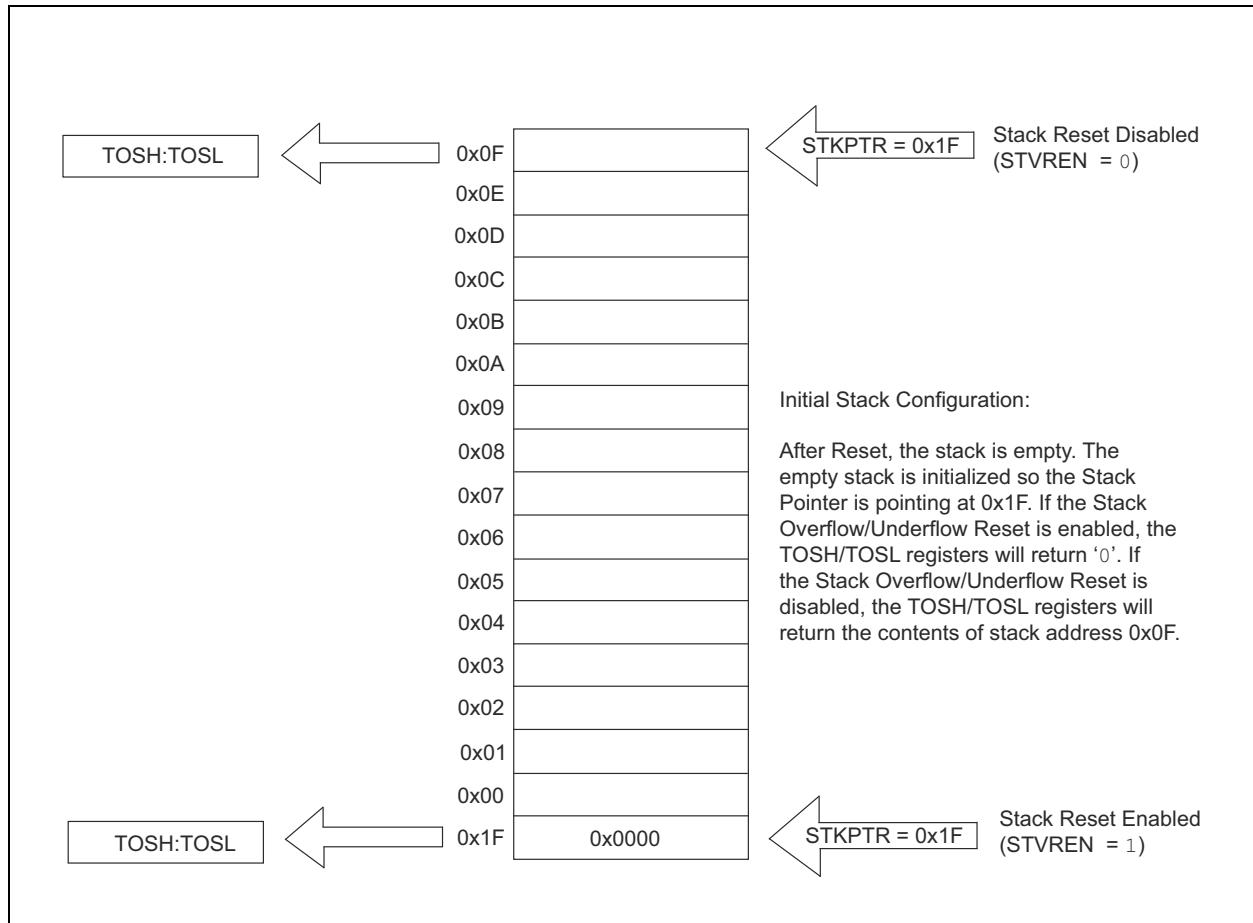 TOSH:TOSL
0x0F
STKPTR = 0x1F
Stack Reset Disabled
(STVREN = 0)
0x0E
0x0D
0x0C
0x0B
0x0A
0x09
0x08
0x07
0x06
0x05
0x04
0x03
0x02
0x01
0x00
Initial Stack Configuration:
After Reset, the stack is empty. The
empty stack is initialized so the Stack
Pointer is pointing at 0x1F. If the Stack
Overflow/Underflow Reset is enabled, the
TOSH/TOSL registers will return ‘0’. If
the Stack Overflow/Underflow Reset is
disabled, the TOSH/TOSL registers will
return the contents of stack address 0x0F.
TOSH:TOSL
0x1F
0x0000
STKPTR = 0x1F
Stack Reset Enabled
(STVREN = 1)